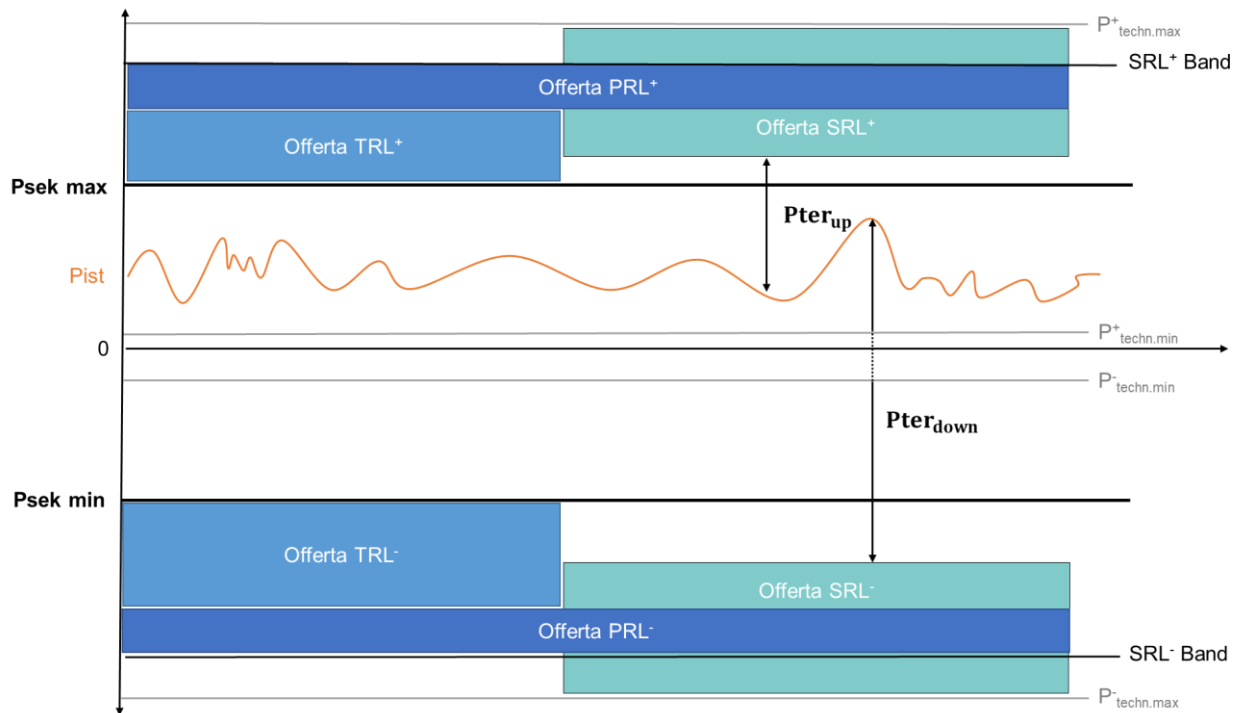 P⁺techn.max
SRL⁺ Band
Offerta PRL⁺
Offerta TRL⁺
Offerta SRL⁺
Psek max
Pterup
Pist
P⁺techn.min
0
P⁻techn.min
Pterdown
Psek min
Offerta TRL⁻
Offerta SRL⁻
Offerta PRL⁻
SRL⁻ Band
P⁻techn.max